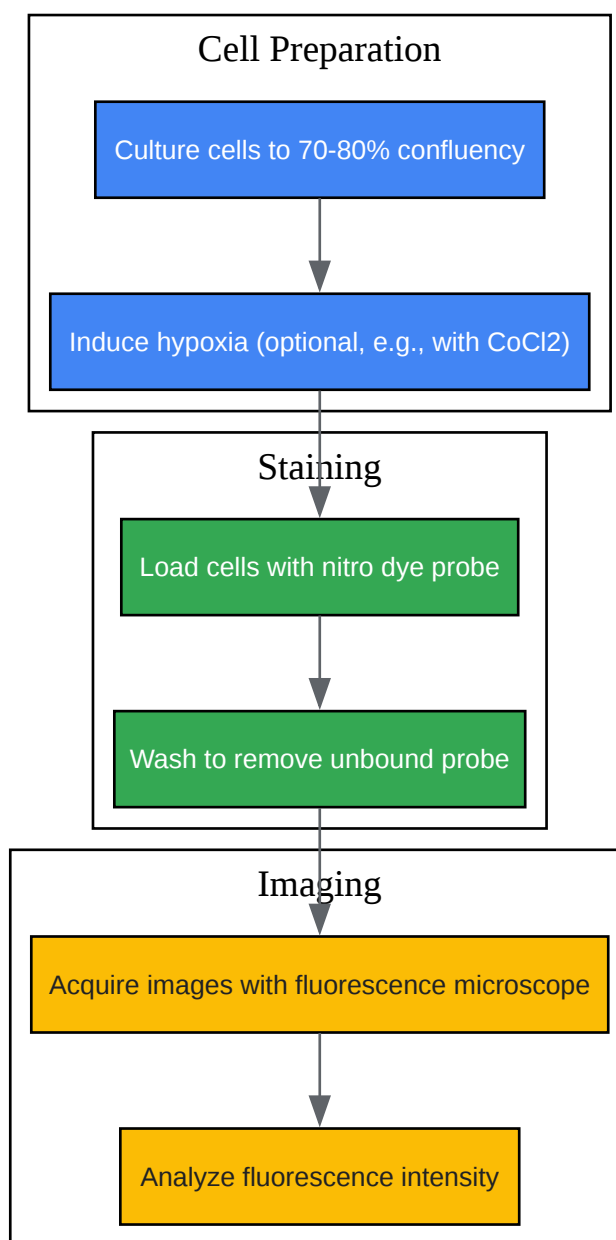 Cell Preparation
Culture cells to 70-80% confluency
Induce hypoxia (optional, e.g., with CoCl2)
Staining
Load cells with nitro dye probe
Wash to remove unbound probe
Imaging
Acquire images with fluorescence microscope
Analyze fluorescence intensity